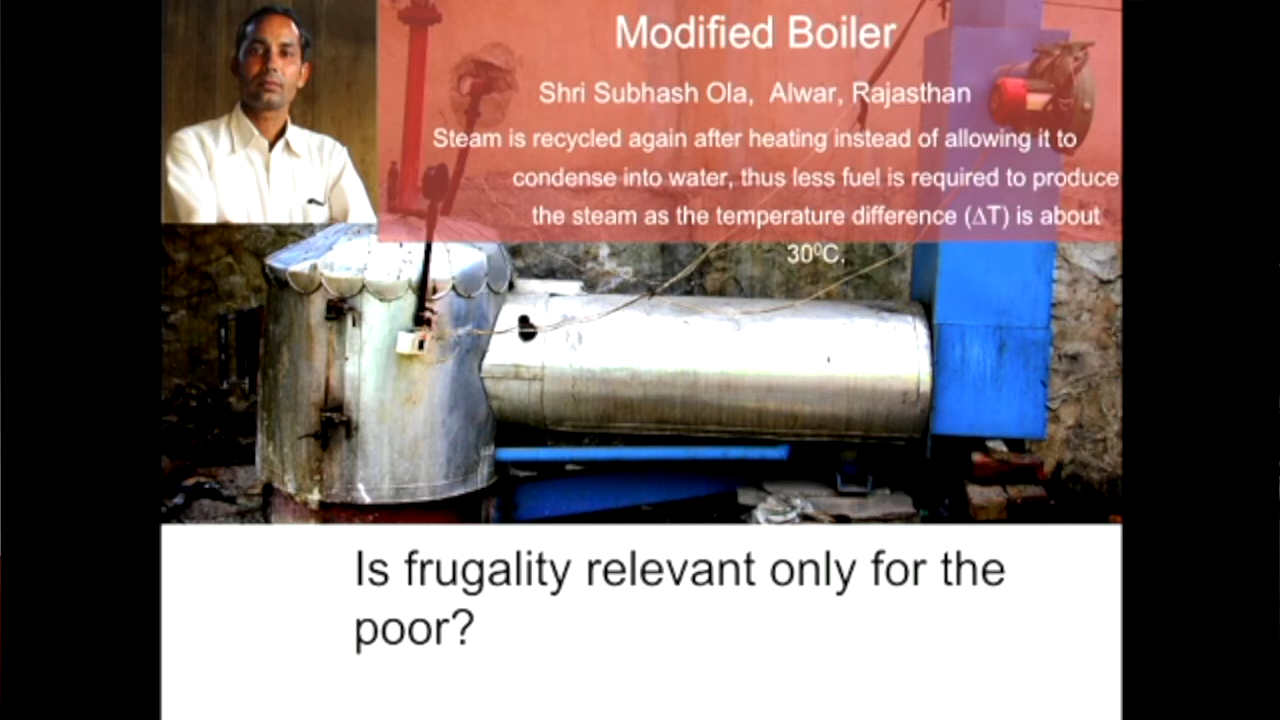 Modified Boiler
Shri Subhash Ola, Alwar, Rajasthan
Steam is recycled again after heating instead of allowing it to
condense into water, thus less fuel is required to produce
the steam as the temperature difference (ΔT) is about
30⁰C.
Is frugality relevant only for the
poor?